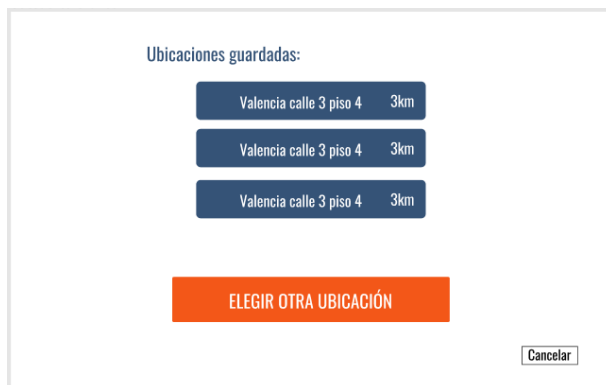 Ubicaciones guardadas:
Valencia calle 3 piso 4 3km
Valencia calle 3 piso 4 3km
Valencia calle 3 piso 4 3km
ELEGIR OTRA UBICACIÓN
Cancelar